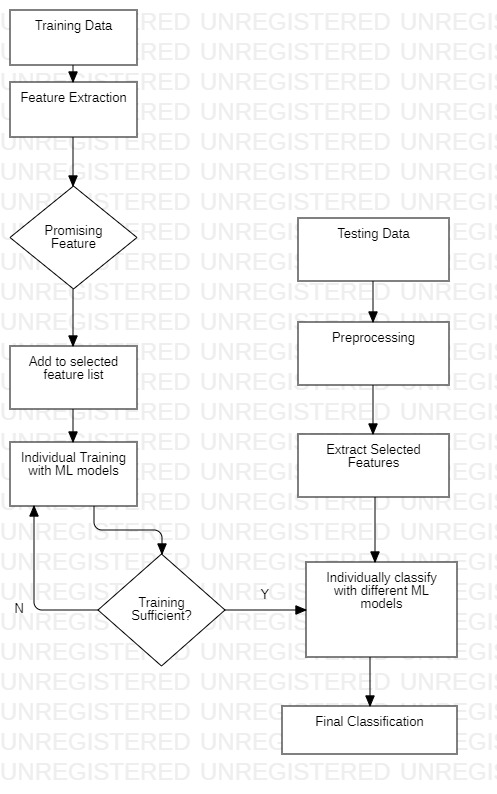 Training Data
Feature Extraction
Promising
Feature
Add to selected
feature list
Individual Training
with ML models
Training
Sufficient?
N
Y
Testing Data
Preprocessing
Extract Selected
Features
Individually classify
with different ML
models
Final Classification
UNREGISTERED